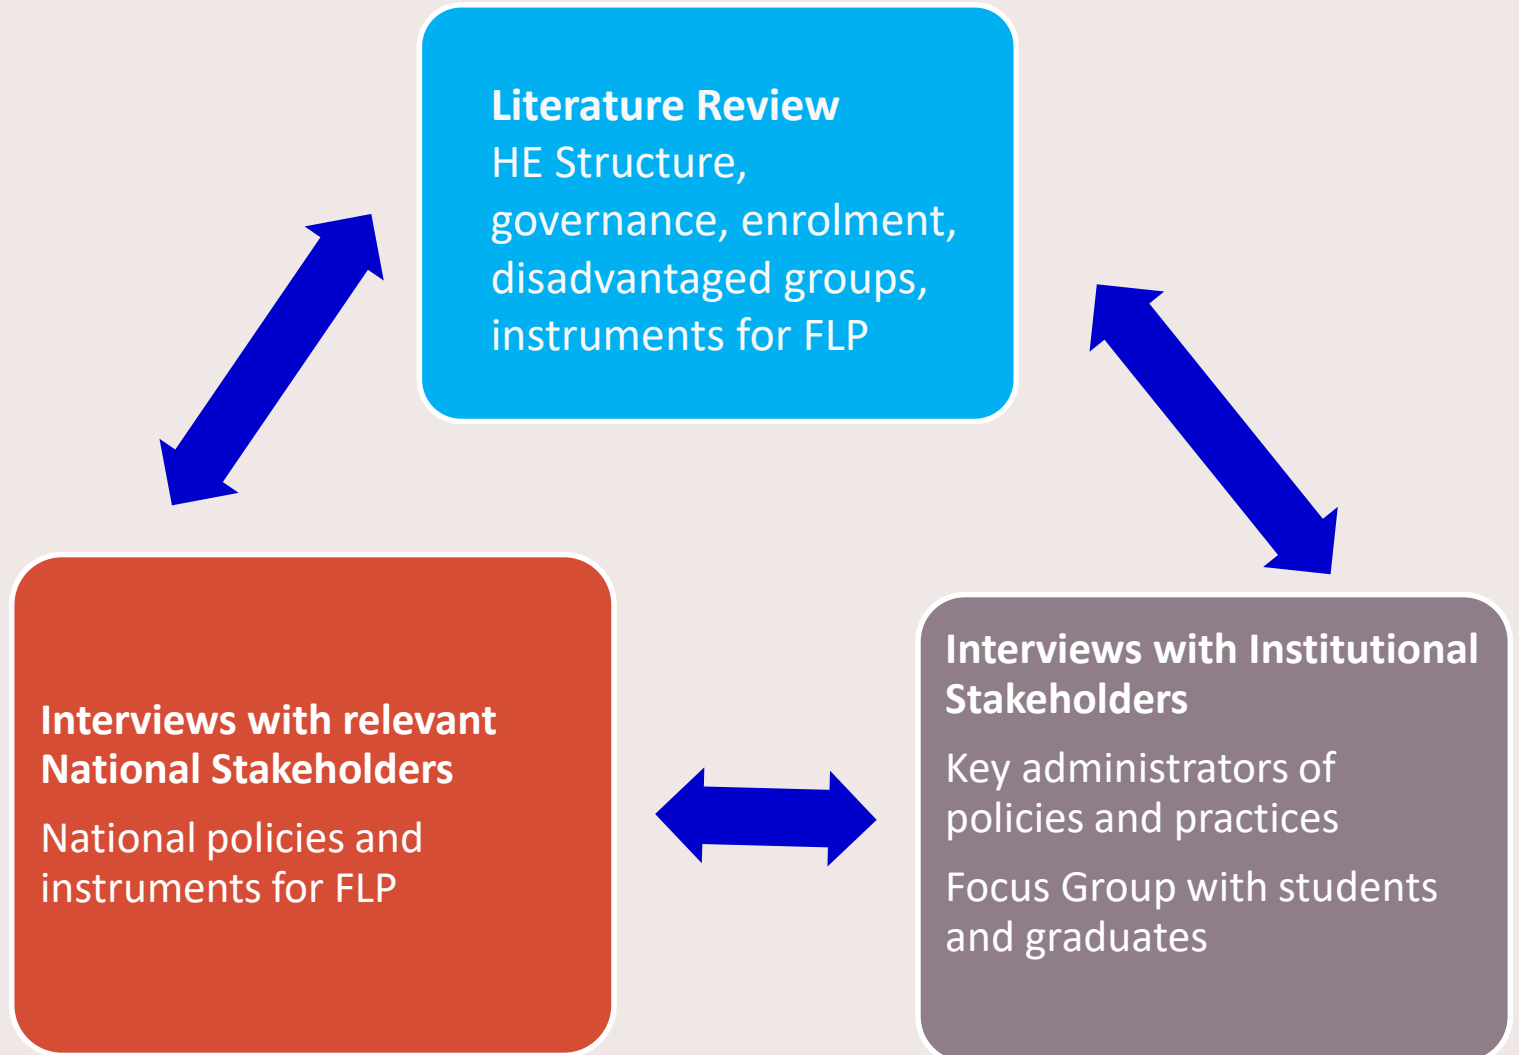 Literature Review
HE Structure,
governance, enrolment,
disadvantaged groups,
instruments for FLP
Interviews with relevant
National Stakeholders
National policies and
instruments for FLP
Interviews with Institutional
Stakeholders
Key administrators of
policies and practices
Focus Group with students
and graduates